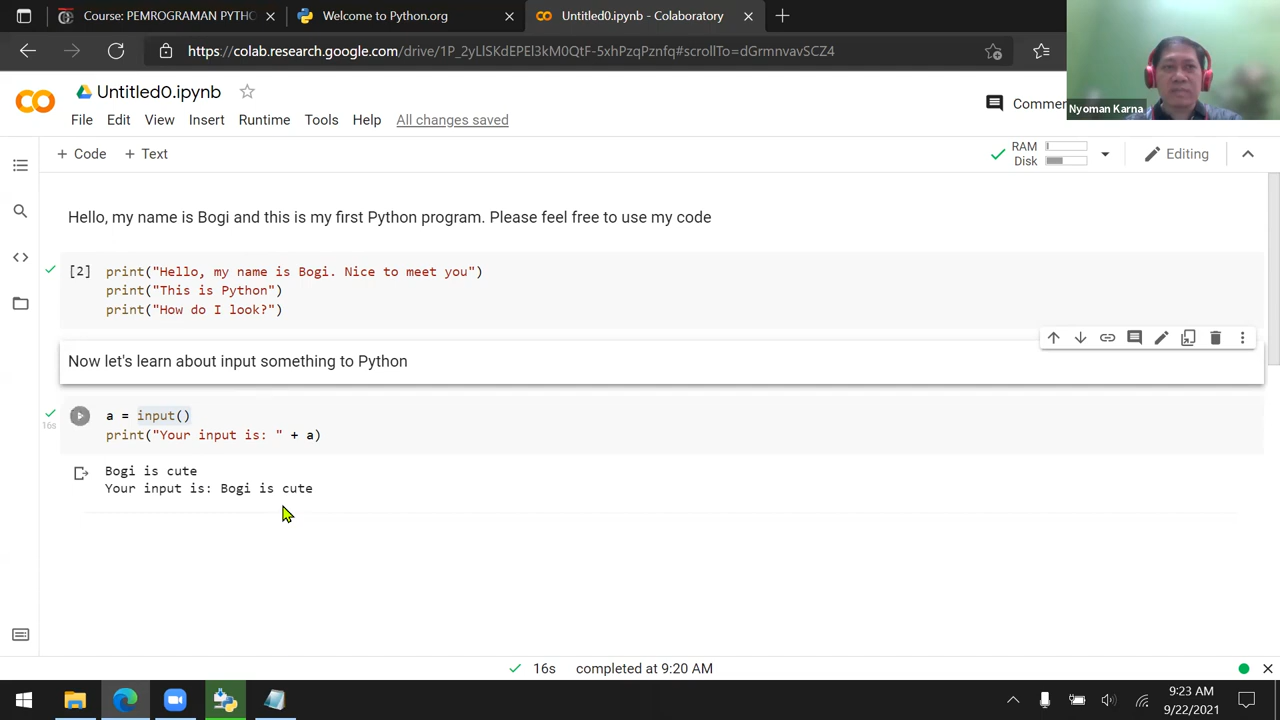 Course: PEMROGRAMAN PYTHO
Welcome to Python.org
Untitled0.ipynb - Colaboratory
https://colab.research.google.com/drive/1P_2yLlSKdEPEl3kM0QtF-5xhPzqPznfq#scrollTo=dGrmnvavSCZ4
Nyoman Karna
Untitled0.ipynb
Comme
File Edit View Insert Runtime Tools Help All changes saved
+ Code + Text
RAM
Disk
Editing
Hello, my name is Bogi and this is my first Python program. Please feel free to use my code
[2] print("Hello, my name is Bogi. Nice to meet you")
print("This is Python")
print("How do I look?")
Now let's learn about input something to Python
16s
a = input()
print("Your input is: " + a)
Bogi is cute
Your input is: Bogi is cute
16s completed at 9:20 AM
9:23 AM
9/22/2021